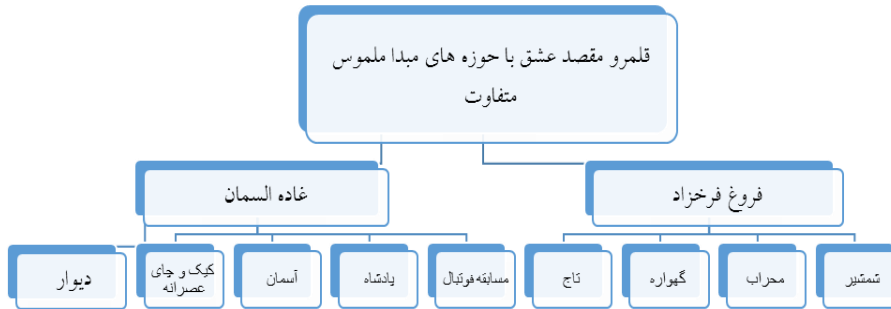 قلمرو مقصد عشق با حوزه های مبدا ملموس
متفاوت
فروغ فرخزاد
غاده السمان
شمشیر
محراب
گهواره
تاج
مسابقه فوتبال
پادشاه
آسمان
کیک و چای
عصرانه
دیوار